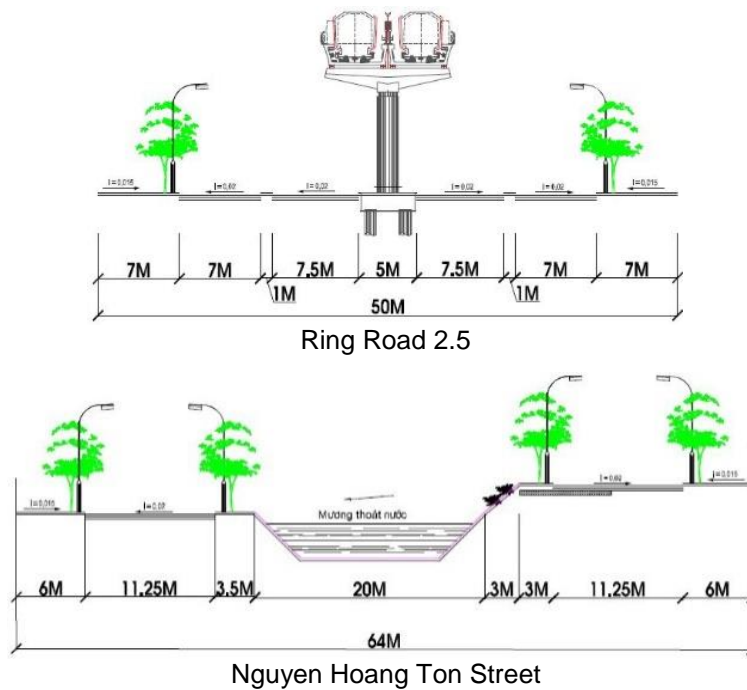 I=0,015 I=0,02 I=0,02 I=0,02 I=0,02 I=0,015
7M 7M 7.5M 5M 7.5M 7M 7M
1M 1M
50M
Ring Road 2.5
I=0,02 I=0,015
Mương thoát nước
I=0,015 I=0,02
6M 11.25M 3.5M 20M 3M 3M 11.25M 6M
64M
Nguyen Hoang Ton Street